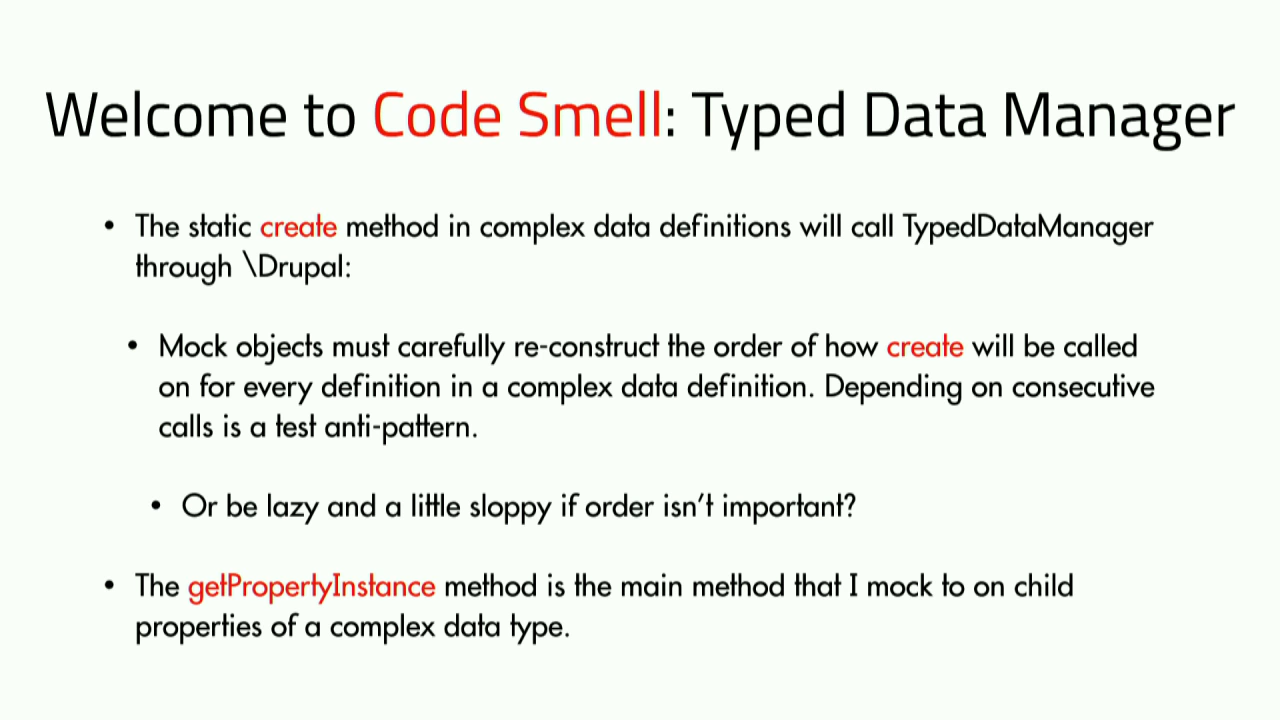 Welcome to Code Smell: Typed Data Manager
• The static create method in complex data definitions will call TypedDataManager
through \Drupal:
• Mock objects must carefully re-construct the order of how create will be called
on for every definition in a complex data definition. Depending on consecutive
calls is a test anti-pattern.
• Or be lazy and a little sloppy if order isn’t important?
• The getPropertyInstance method is the main method that I mock to on child
properties of a complex data type.